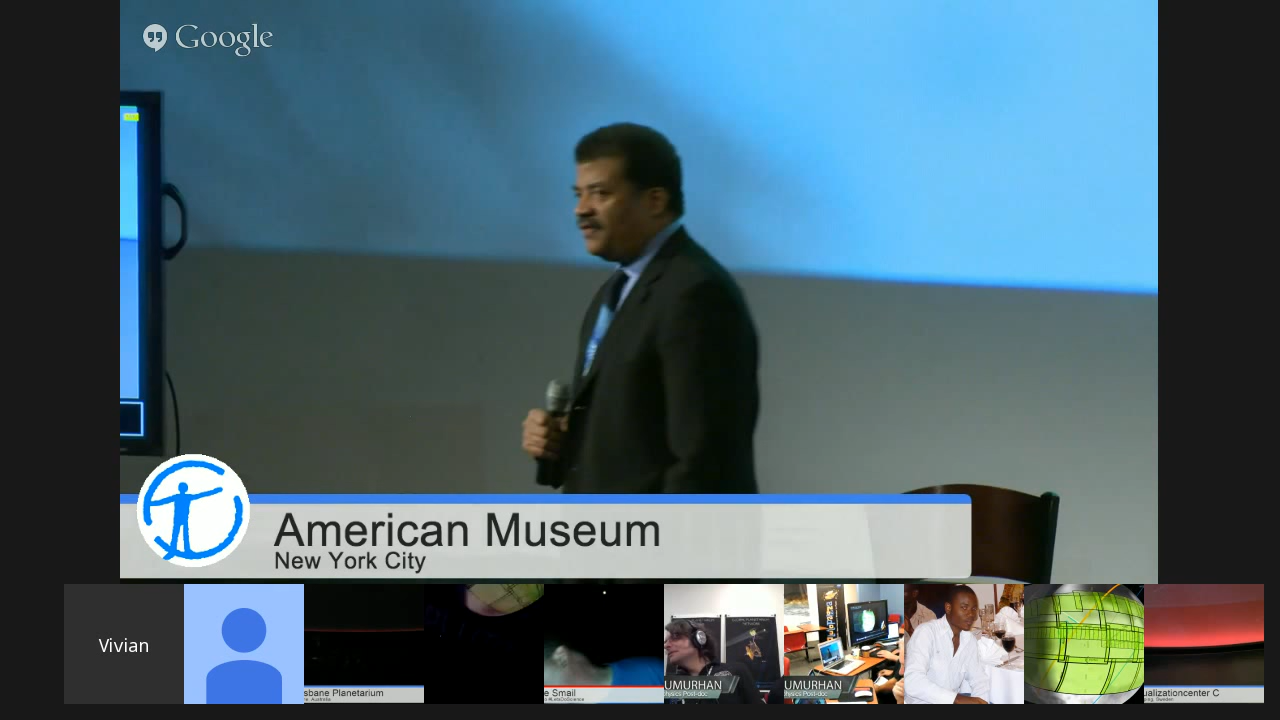 Google
American Museum
New York City
Vivian
sbane Planetarium
e Smail
UMURHAN
UMURHAN
ualizationcenter C